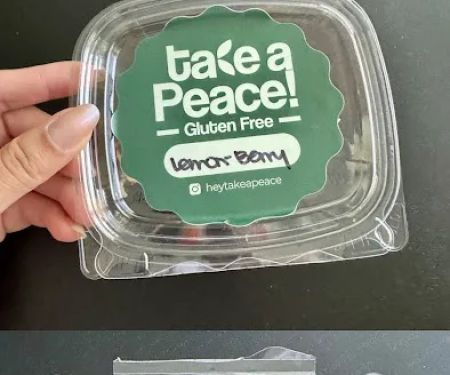 take a
Peace!
Gluten Free
Lemon-Berry
heytakeapeace